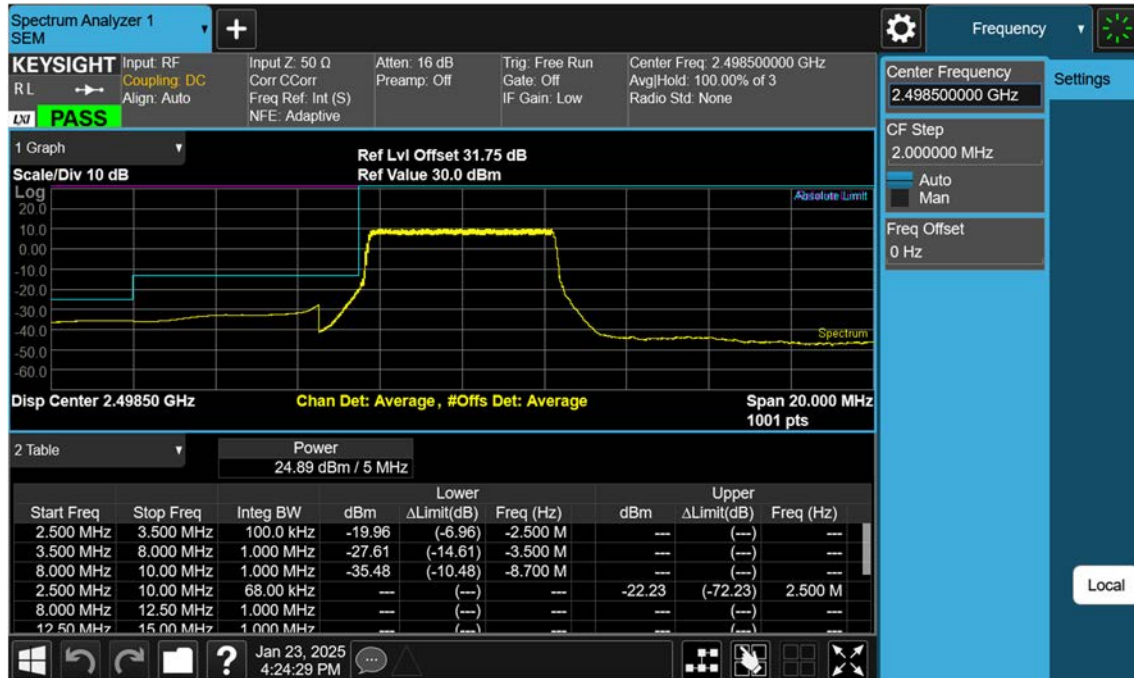 Spectrum Analyzer 1
SEM
Frequency
KEYSIGHT
RL
LXI PASS
Input: RF
Coupling: DC
Align: Auto
Input Z: 50 Ω
Corr CCorr
Freq Ref: Int (S)
NFE: Adaptive
Atten: 16 dB
Preamp: Off
Trig: Free Run
Gate: Off
IF Gain: Low
Center Freq: 2.498500000 GHz
Avg|Hold: 100.00% of 3
Radio Std: None
Center Frequency
2.498500000 GHz
Settings
CF Step
2.000000 MHz
Auto
Man
Freq Offset
0 Hz
Local
1 Graph
Scale/Div 10 dB
Ref Lvl Offset 31.75 dB
Ref Value 30.0 dBm
Log
20.0
10.0
0.00
-10.0
-20.0
-30.0
-40.0
-50.0
-60.0
Absolute Limit
Spectrum
Disp Center 2.49850 GHz
Chan Det: Average, #Offs Det: Average
Span 20.000 MHz
1001 pts
2 Table
Power
24.89 dBm / 5 MHz
Lower Upper
Start Freq Stop Freq Integ BW dBm ΔLimit(dB) Freq (Hz) dBm ΔLimit(dB) Freq (Hz)
2.500 MHz 3.500 MHz 100.0 kHz -19.96 (-6.96) -2.500 M --- (---) ---
3.500 MHz 8.000 MHz 1.000 MHz -27.61 (-14.61) -3.500 M --- (---) ---
8.000 MHz 10.00 MHz 1.000 MHz -35.48 (-10.48) -8.700 M --- (---) ---
2.500 MHz 10.00 MHz 68.00 kHz --- (---) --- -22.23 (-72.23) 2.500 M
8.000 MHz 12.50 MHz 1.000 MHz --- (---) --- --- (---) ---
12.50 MHz 15.00 MHz 1.000 MHz --- (---) --- --- (---) ---
Jan 23, 2025
4:24:29 PM